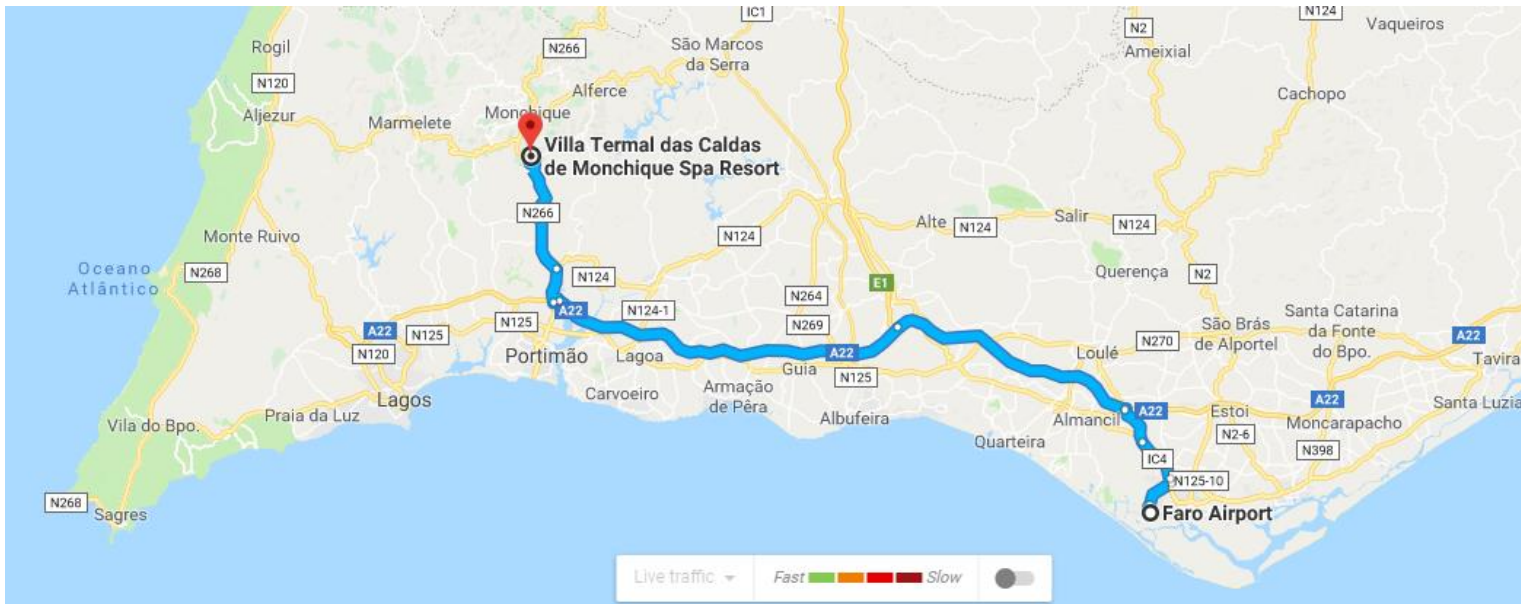 IC1
N124
Vaqueiros
N2
Ameixial
Rogil
N266
São Marcos
da Serra
N120
Alferce
Cachopo
Aljezur
Marmelete
Monchique
Villa Termal das Caldas
de Monchique Spa Resort
N266
Alte
N124
Salir
N124
Monte Ruivo
N124
Oceano
Atlântico
N268
N124
Querença
N2
E1
N264
N124-1
A22
N125
N269
A22
N125
Santa Catarina
da Fonte
do Bpo.
São Brás
de Alportel
N270
A22
Tavira
N120
Portimão
Lagoa
Guia
A22
Loulé
N125
Carvoeiro
Armação
de Pêra
Lagos
Albufeira
Almancil
A22
Estoi
A22
Santa Luzia
Praia da Luz
Vila do Bpo.
Quarteira
N2-6
Moncarapacho
IC4
N398
N125-10
N268
Sagres
Faro Airport
Live traffic
Fast
Slow